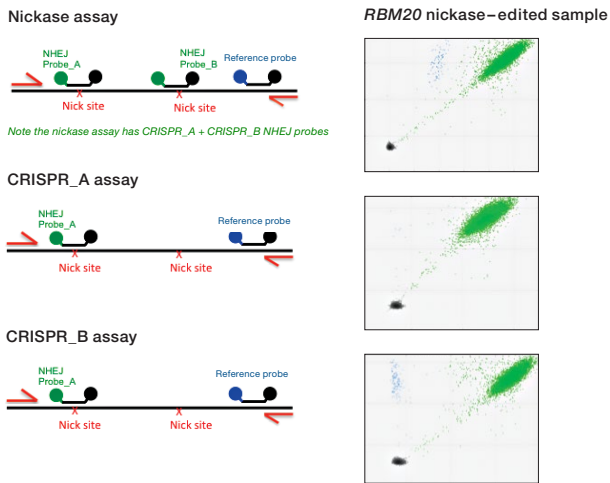 Nickase assay
RBM20 nickase–edited sample
NHEJ
Probe_A
NHEJ
Probe_B
Reference probe
Nick site
Nick site
Note the nickase assay has CRISPR_A + CRISPR_B NHEJ probes
CRISPR_A assay
NHEJ
Probe_A
Reference probe
Nick site
Nick site
CRISPR_B assay
NHEJ
Probe_A
Reference probe
Nick site
Nick site